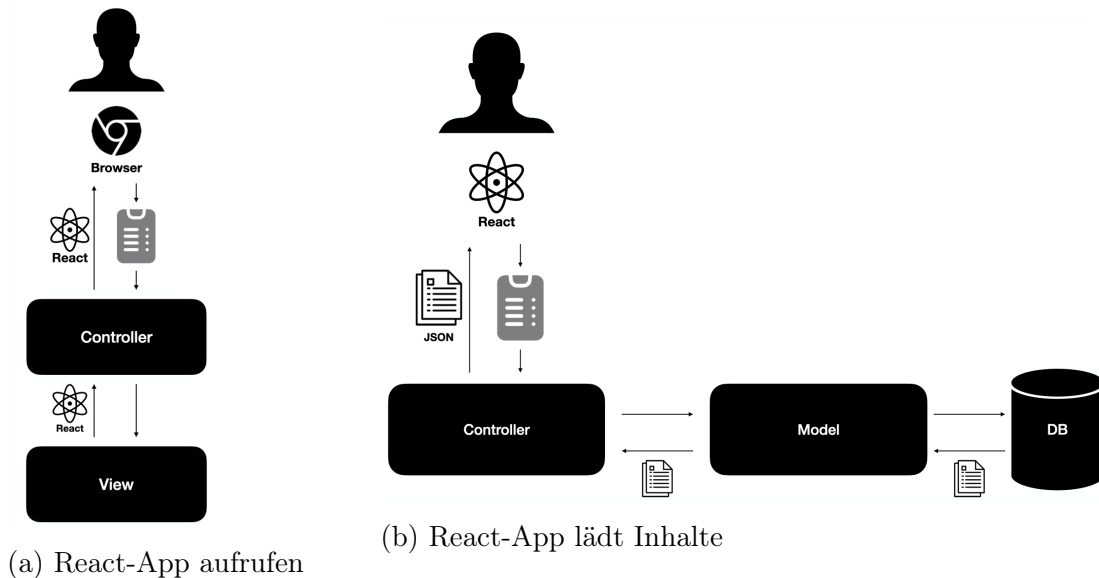 Browser
React
Controller
React
View
(a) React-App aufrufen
React
JSON
Controller
Model
DB
(b) React-App lädt Inhalte